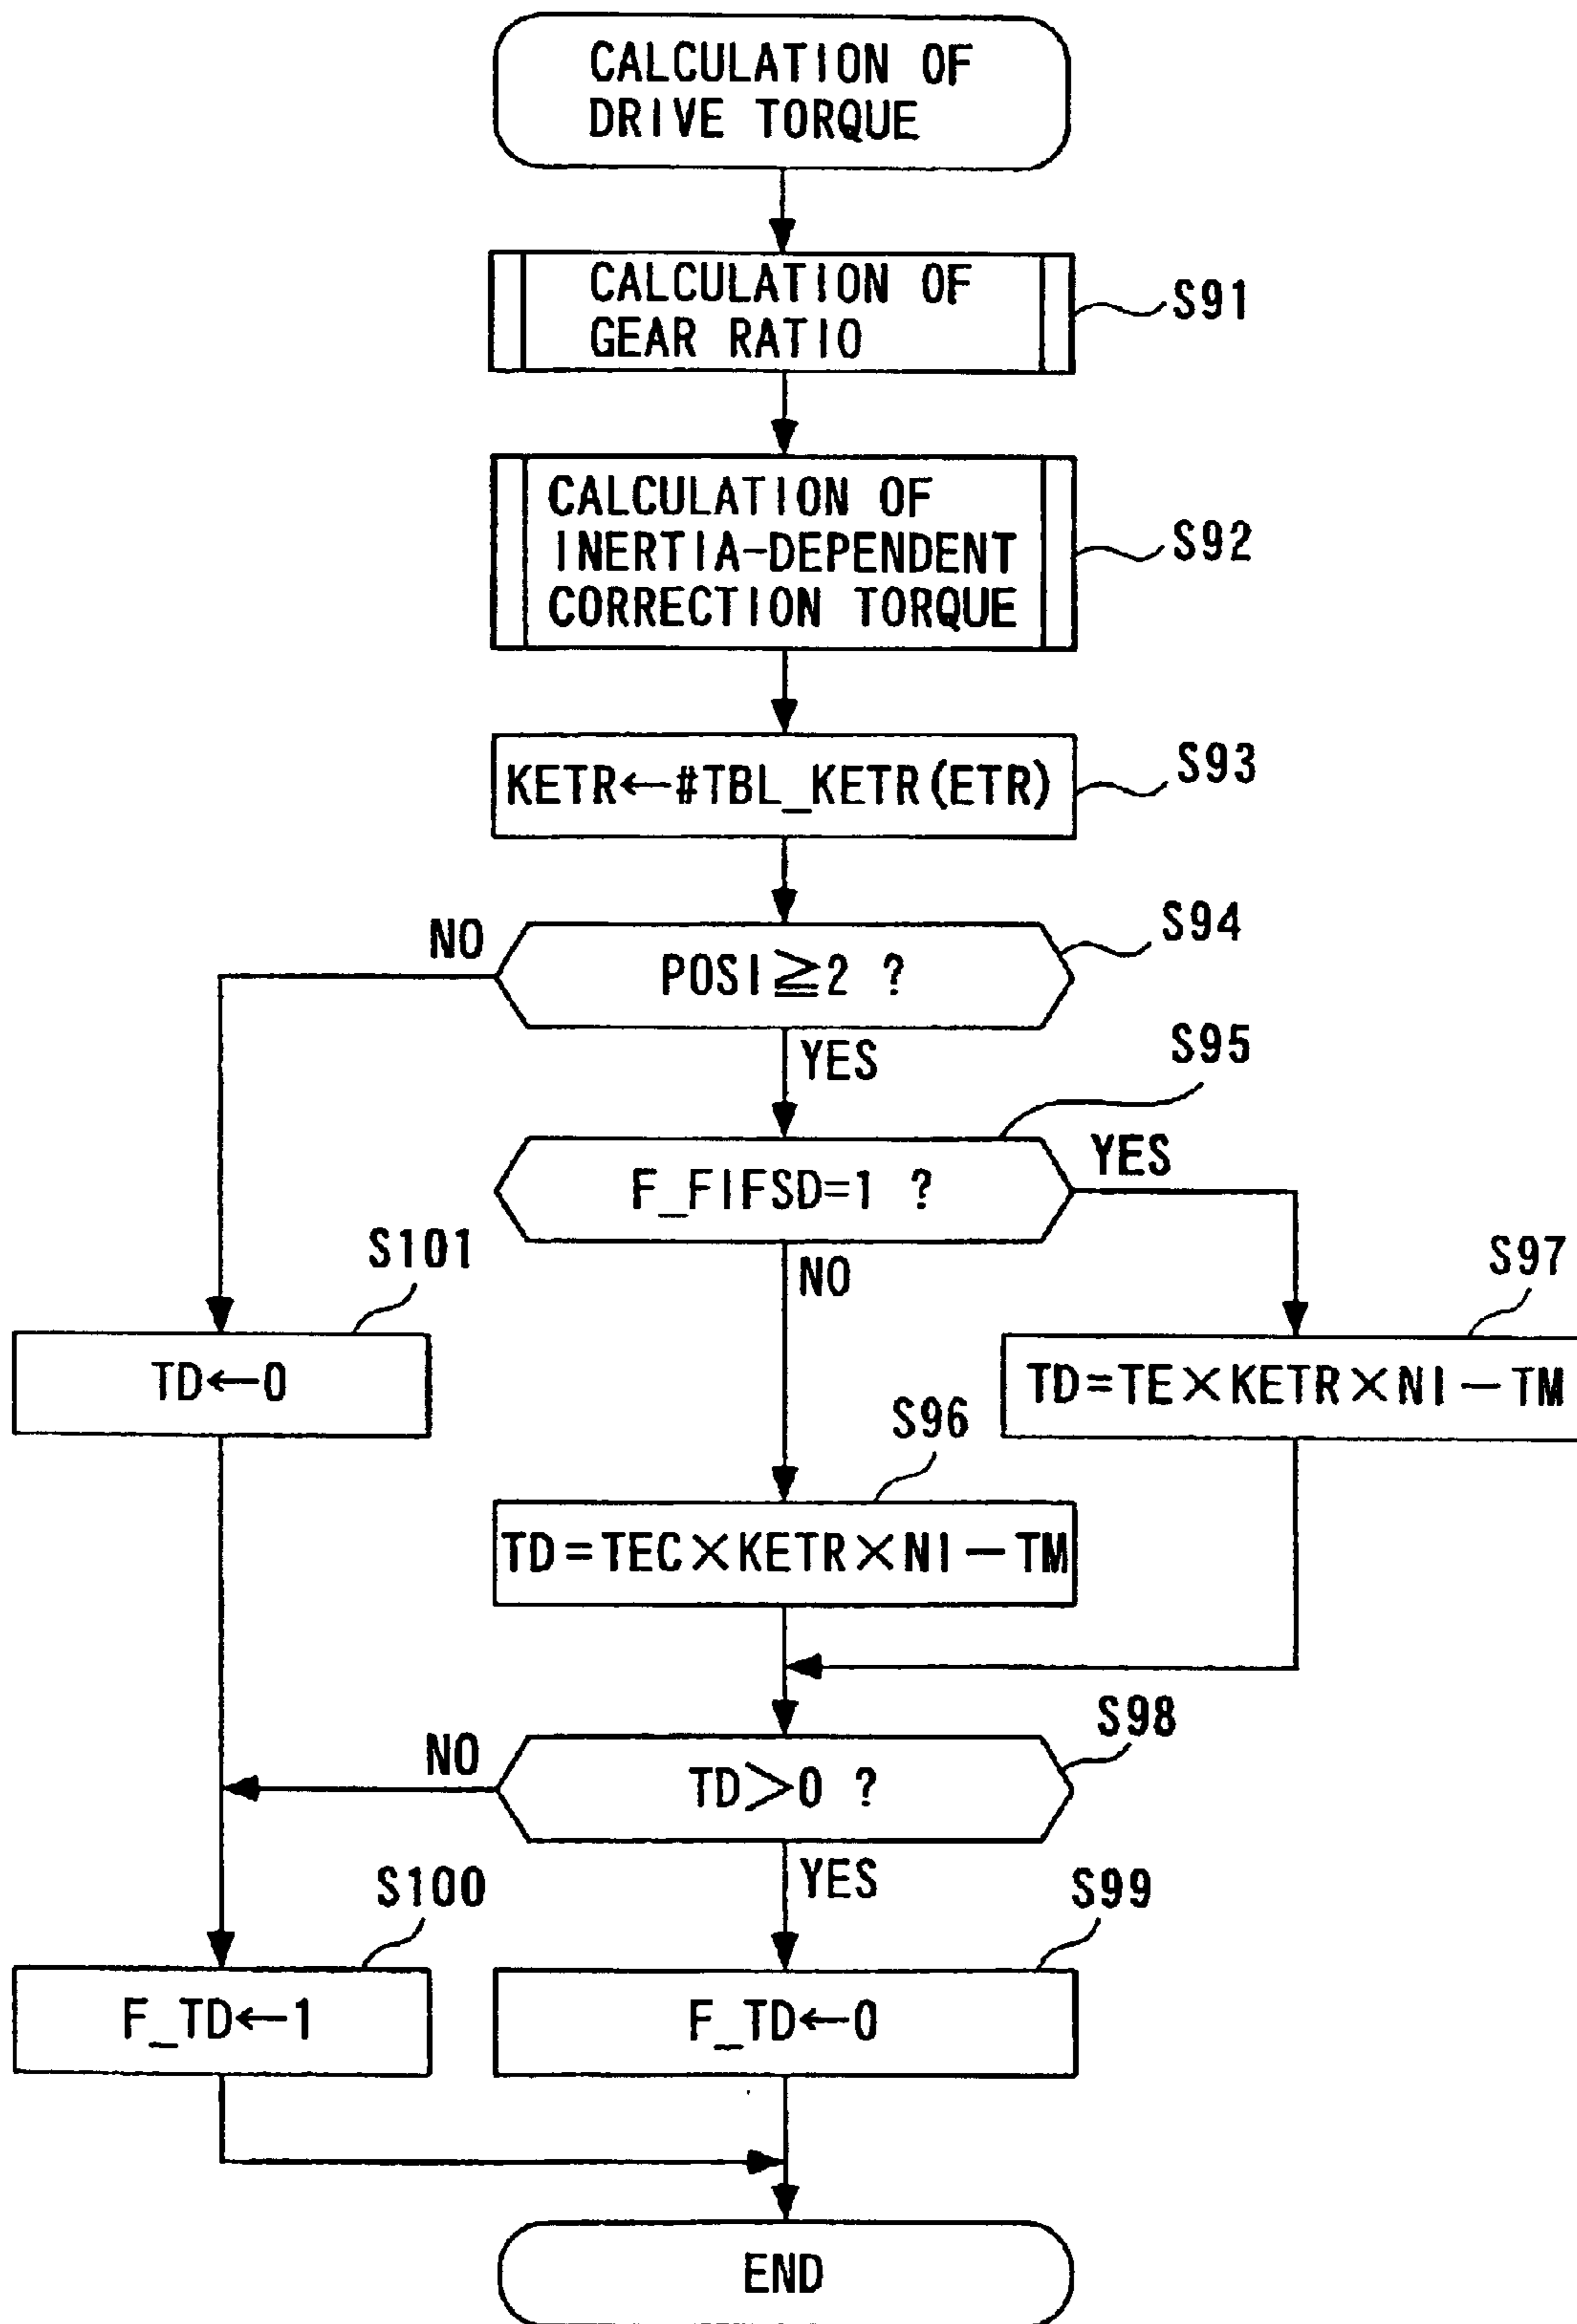 CALCULATION OF
DRIVE TORQUE
CALCULATION OF
GEAR RATIO
S91
CALCULATION OF
INERTIA-DEPENDENT
CORRECTION TORQUE
S92
KETR←#TBL_KETR(ETR)
S93
NO
POSI≧2 ?
S94
YES
S95
F_FIFSD=1 ?
YES
NO
S101
TD←0
S97
TD=TE×KETR×NI−TM
S96
TD=TEC×KETR×NI−TM
NO
TD>0 ?
S98
YES
S100
F_TD←1
S99
F_TD←0
END